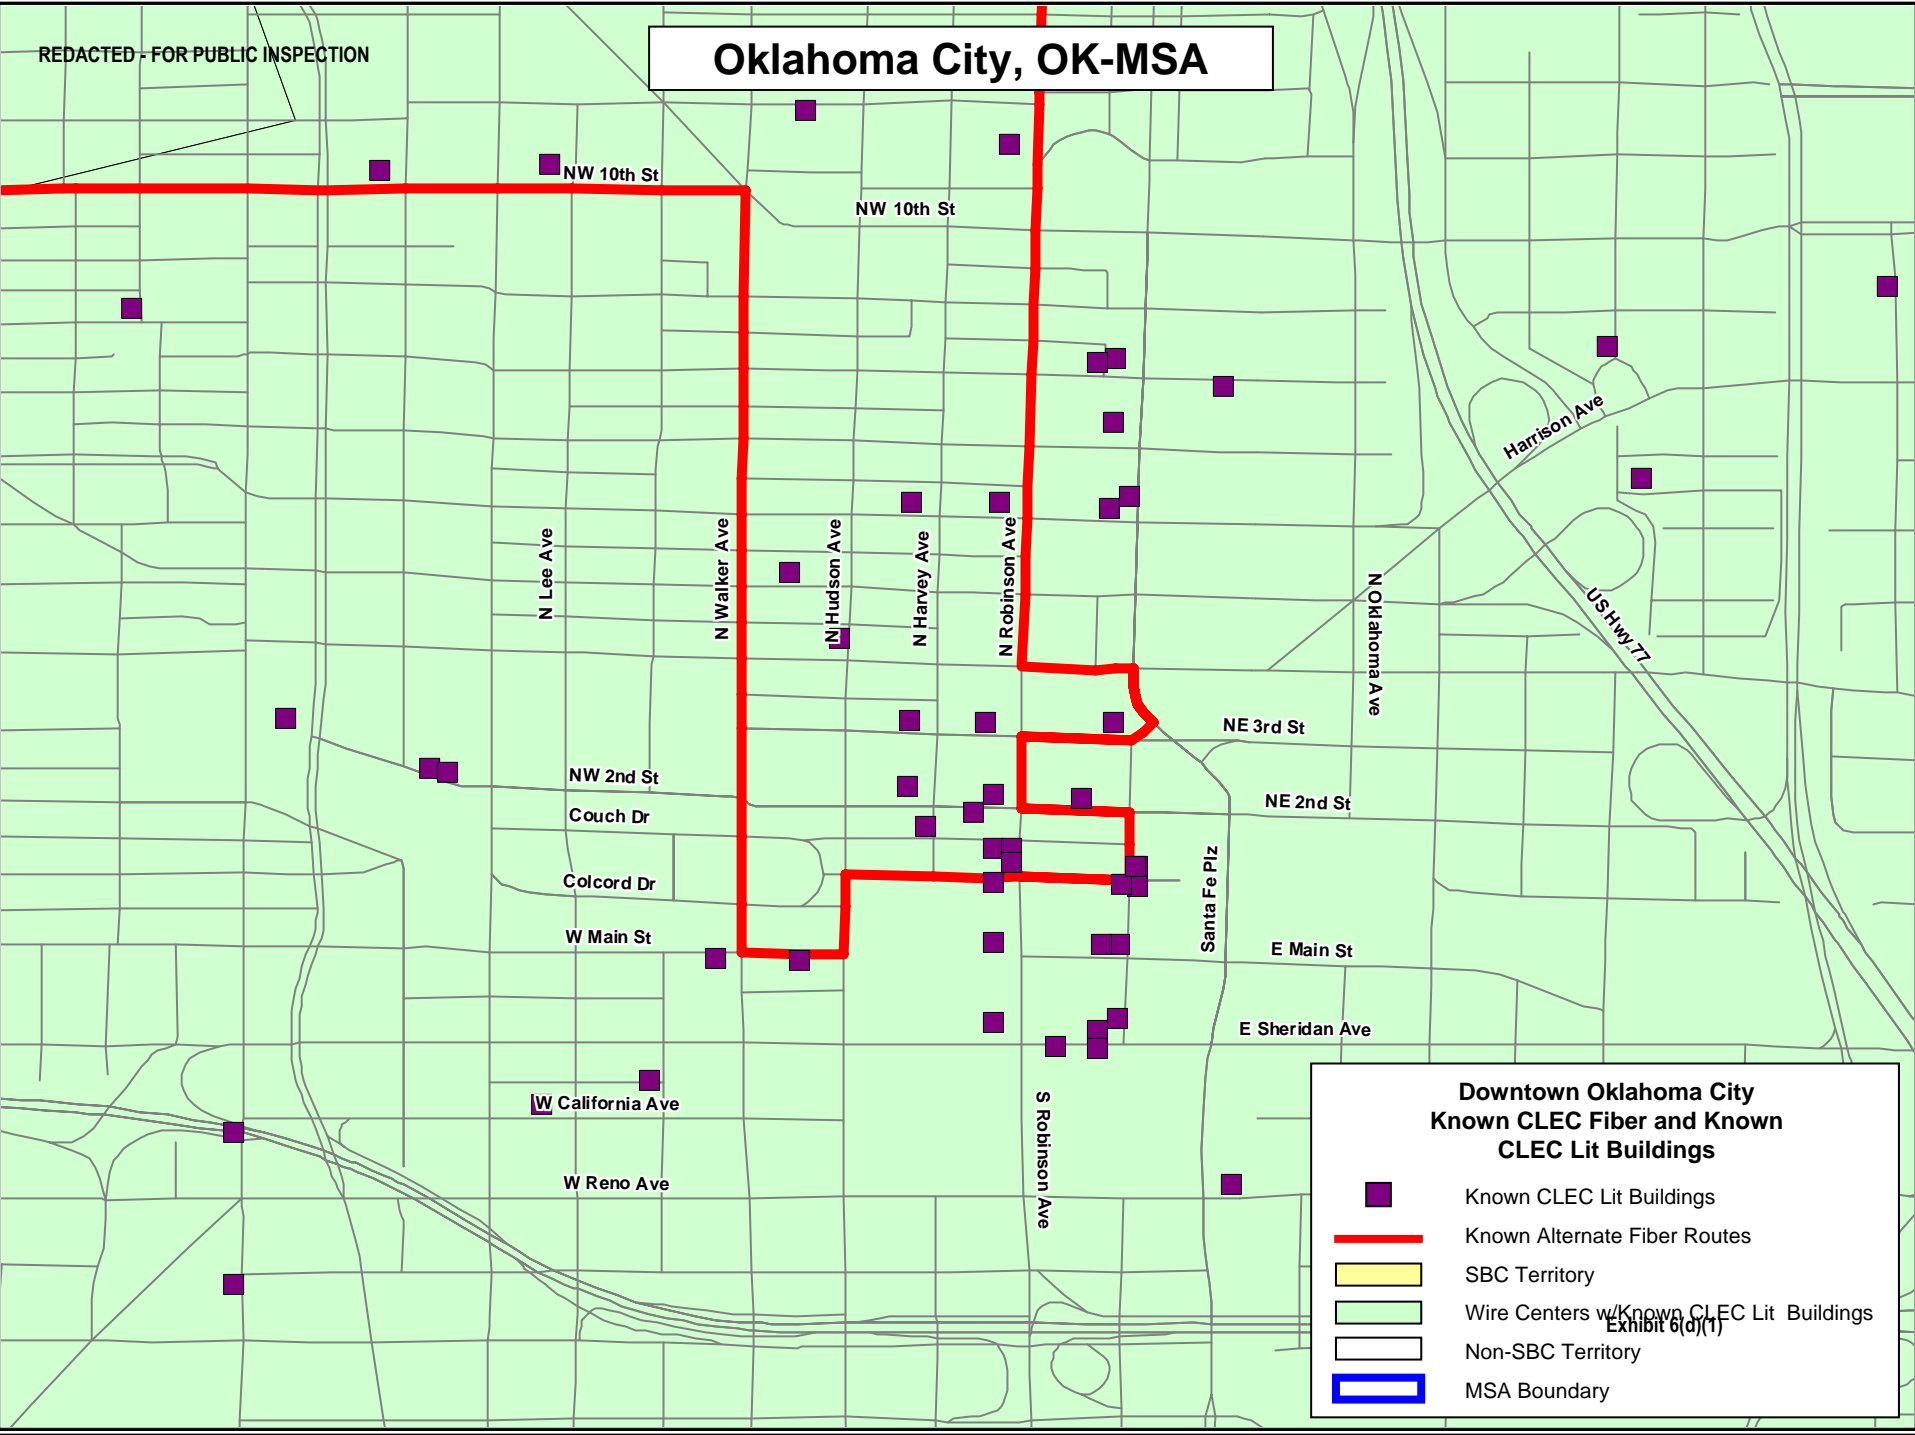 REDACTED - FOR PUBLIC INSPECTION
Oklahoma City, OK-MSA
NW 10th St
NW 10th St
Harrison Ave
N Lee Ave
N Walker Ave
N Hudson Ave
N Harvey Ave
N Robinson Ave
N Oklahoma Ave
US Hwy 77
NE 3rd St
NW 2nd St
NE 2nd St
Couch Dr
Colcord Dr
Santa Fe Plz
W Main St
E Main St
E Sheridan Ave
W California Ave
S Robinson Ave
W Reno Ave
Downtown Oklahoma City
Known CLEC Fiber and Known
CLEC Lit Buildings
Known CLEC Lit Buildings
Known Alternate Fiber Routes
SBC Territory
Wire Centers w/Known CLEC Lit Buildings
Exhibit 6(d)(1)
Non-SBC Territory
MSA Boundary